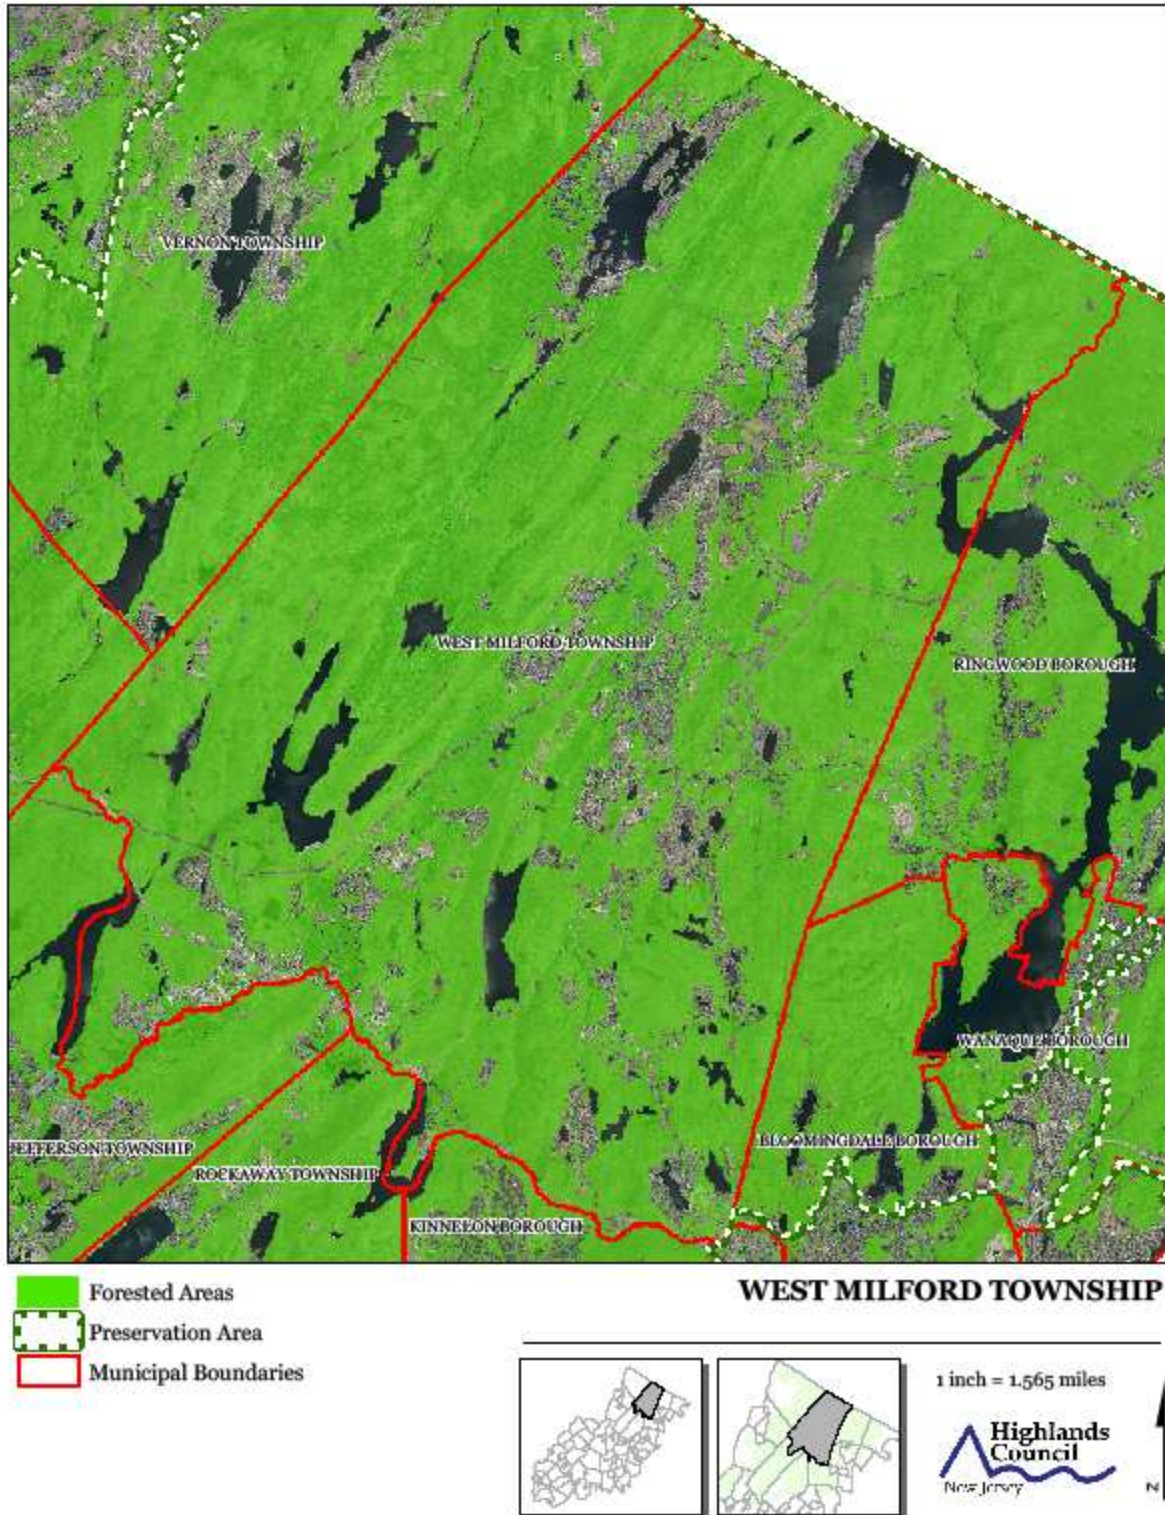 VERNON TOWNSHIP
WEST MILFORD TOWNSHIP
RINGWOOD BOROUGH
WANAQUE BOROUGH
BLOOMINGDALE BOROUGH
JEFFERSON TOWNSHIP
ROCKAWAY TOWNSHIP
KINNELON BOROUGH
Forested Areas
Preservation Area
Municipal Boundaries
WEST MILFORD TOWNSHIP
1 inch = 1.565 miles
Highlands
Council
New Jersey
N